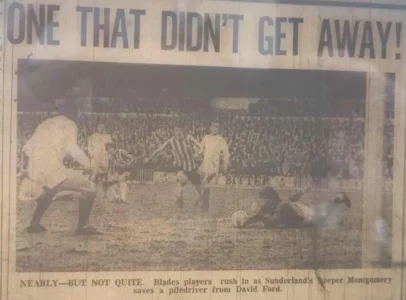 ONE THAT DIDN'T GET AWAY!
BITTER
NEARLY—BUT NOT QUITE. Blades players rush in as Sunderland's keeper Montgomery
saves a piledriver from David Ford.